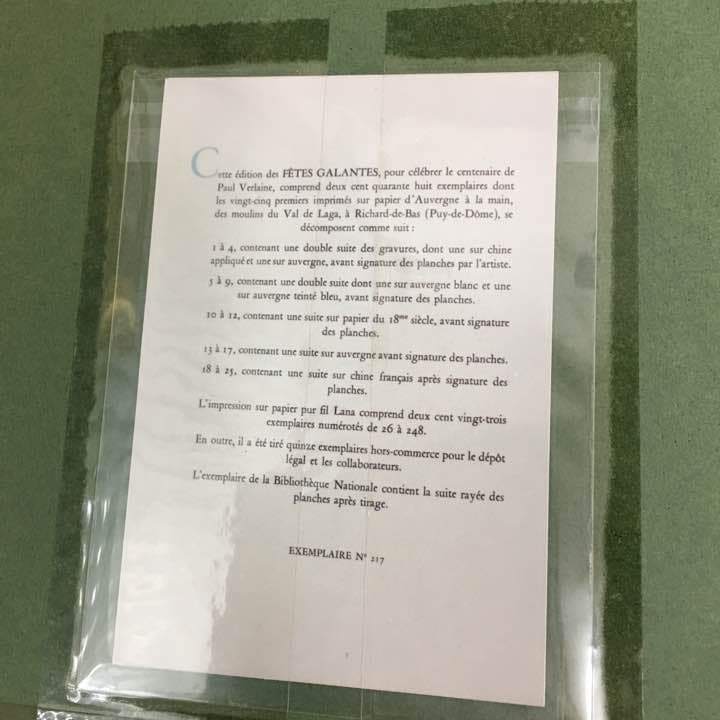 Cette édition des FÊTES GALANTES, pour célébrer le centenaire de
Paul Verlaine, comprend deux cent quarante huit exemplaires dont
les vingt-cinq premiers imprimés sur papier d'Auvergne à la main,
des moulins du Val de Laga, à Richard-de-Bas (Puy-de-Dôme), se
décomposent comme suit :
1 à 4, contenant une double suite des gravures, dont une sur chine
appliqué et une sur auvergne, avant signature des planches par l'artiste.
5 à 9, contenant une double suite dont une sur auvergne blanc et une
sur auvergne teinté bleu, avant signature des planches.
10 à 12, contenant une suite sur papier du 18me siècle, avant signature
des planches.
13 à 17, contenant une suite sur auvergne avant signature des planches.
18 à 25, contenant une suite sur chine français après signature des
planches.
L'impression sur papier pur fil Lana comprend deux cent vingt-trois
exemplaires numérotés de 26 à 248.
En outre, il a été tiré quinze exemplaires hors-commerce pour le dépôt
légal et les collaborateurs.
L'exemplaire de la Bibliothèque Nationale contient la suite rayée des
planches après tirage.
EXEMPLAIRE N° 217